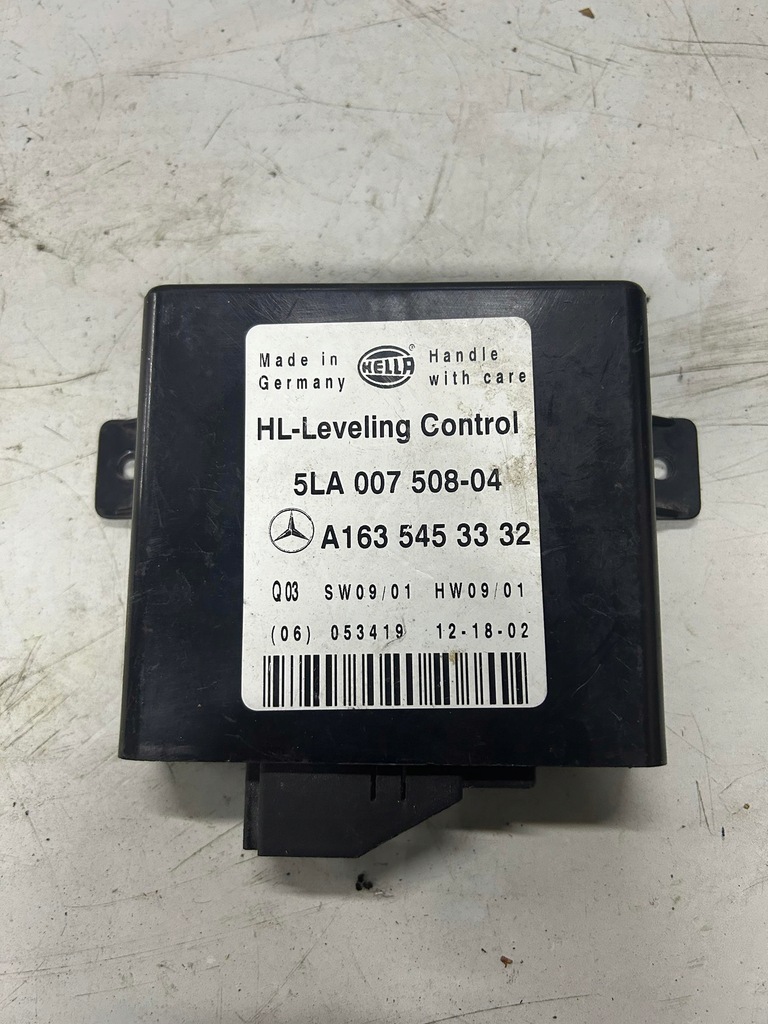 Made in HELLA® Handle
Germany with care
HL-Leveling Control
5LA 007 508-04
A163 545 33 32
Q03 SW09/01 HW09/01
(06) 053419 12-18-02